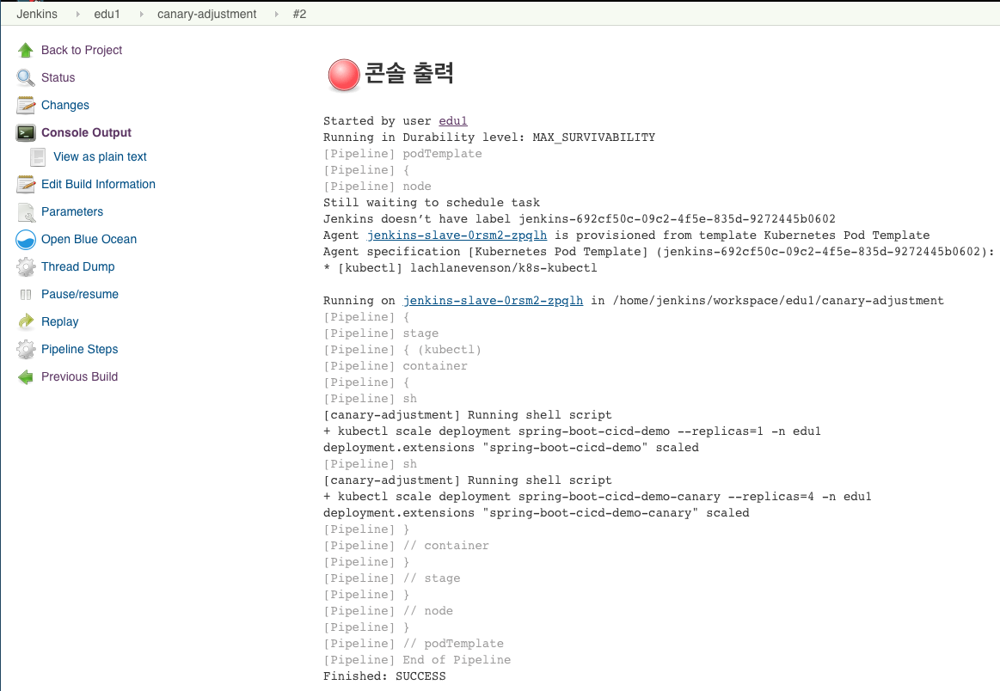 Jenkins edu1 canary-adjustment #2
Back to Project
Status
Changes
Console Output
View as plain text
Edit Build Information
Parameters
Open Blue Ocean
Thread Dump
Pause/resume
Replay
Pipeline Steps
Previous Build
콘솔 출력
Started by user edu1
Running in Durability level: MAX_SURVIVABILITY
[Pipeline] podTemplate
[Pipeline] {
[Pipeline] node
Still waiting to schedule task
Jenkins doesn’t have label jenkins-692cf50c-09c2-4f5e-835d-9272445b0602
Agent jenkins-slave-0rsm2-zpqlh is provisioned from template Kubernetes Pod Template
Agent specification [Kubernetes Pod Template] (jenkins-692cf50c-09c2-4f5e-835d-9272445b0602):
* [kubectl] lachlanevenson/k8s-kubectl
Running on jenkins-slave-0rsm2-zpqlh in /home/jenkins/workspace/edu1/canary-adjustment
[Pipeline] {
[Pipeline] stage
[Pipeline] { (kubectl)
[Pipeline] container
[Pipeline] {
[Pipeline] sh
[canary-adjustment] Running shell script
+ kubectl scale deployment spring-boot-cicd-demo --replicas=1 -n edu1
deployment.extensions "spring-boot-cicd-demo" scaled
[Pipeline] sh
[canary-adjustment] Running shell script
+ kubectl scale deployment spring-boot-cicd-demo-canary --replicas=4 -n edu1
deployment.extensions "spring-boot-cicd-demo-canary" scaled
[Pipeline] }
[Pipeline] // container
[Pipeline] }
[Pipeline] // stage
[Pipeline] }
[Pipeline] // node
[Pipeline] }
[Pipeline] // podTemplate
[Pipeline] End of Pipeline
Finished: SUCCESS